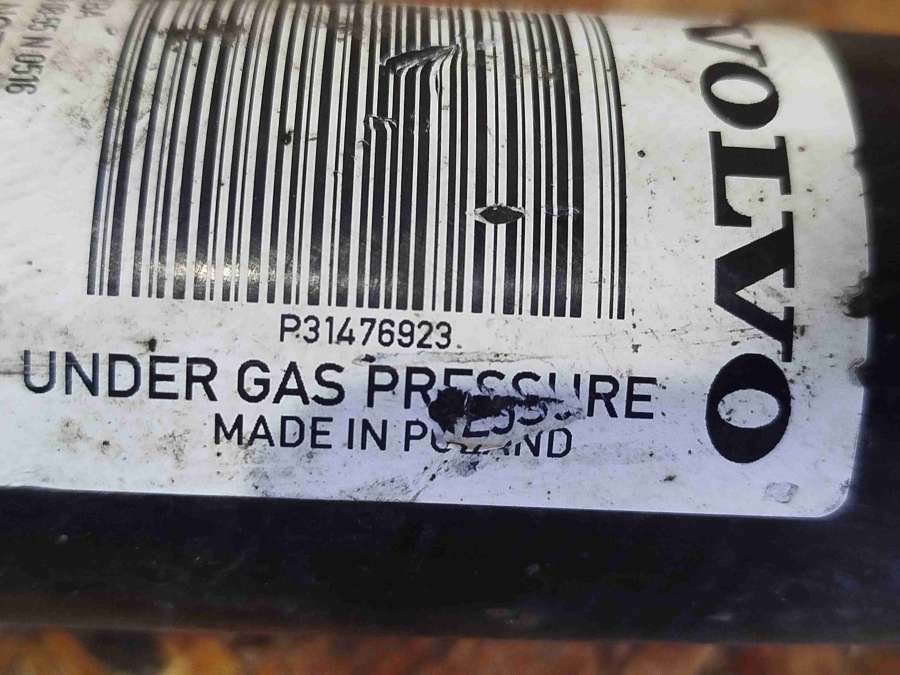 P31476923
UNDER GAS PRESSURE
MADE IN POLAND
VOLVO